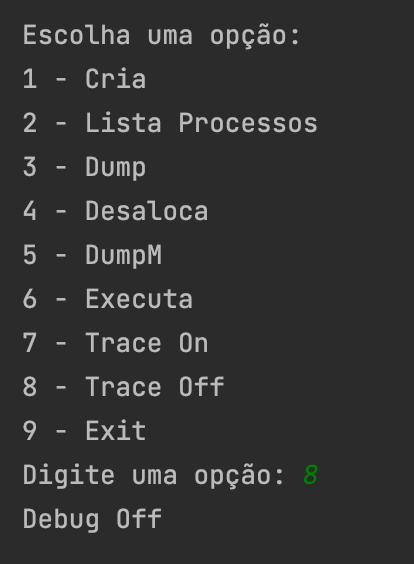 Escolha uma opção:
1 - Cria
2 - Lista Processos
3 - Dump
4 - Desaloca
5 - DumpM
6 - Executa
7 - Trace On
8 - Trace Off
9 - Exit
Digite uma opção: 8
Debug Off